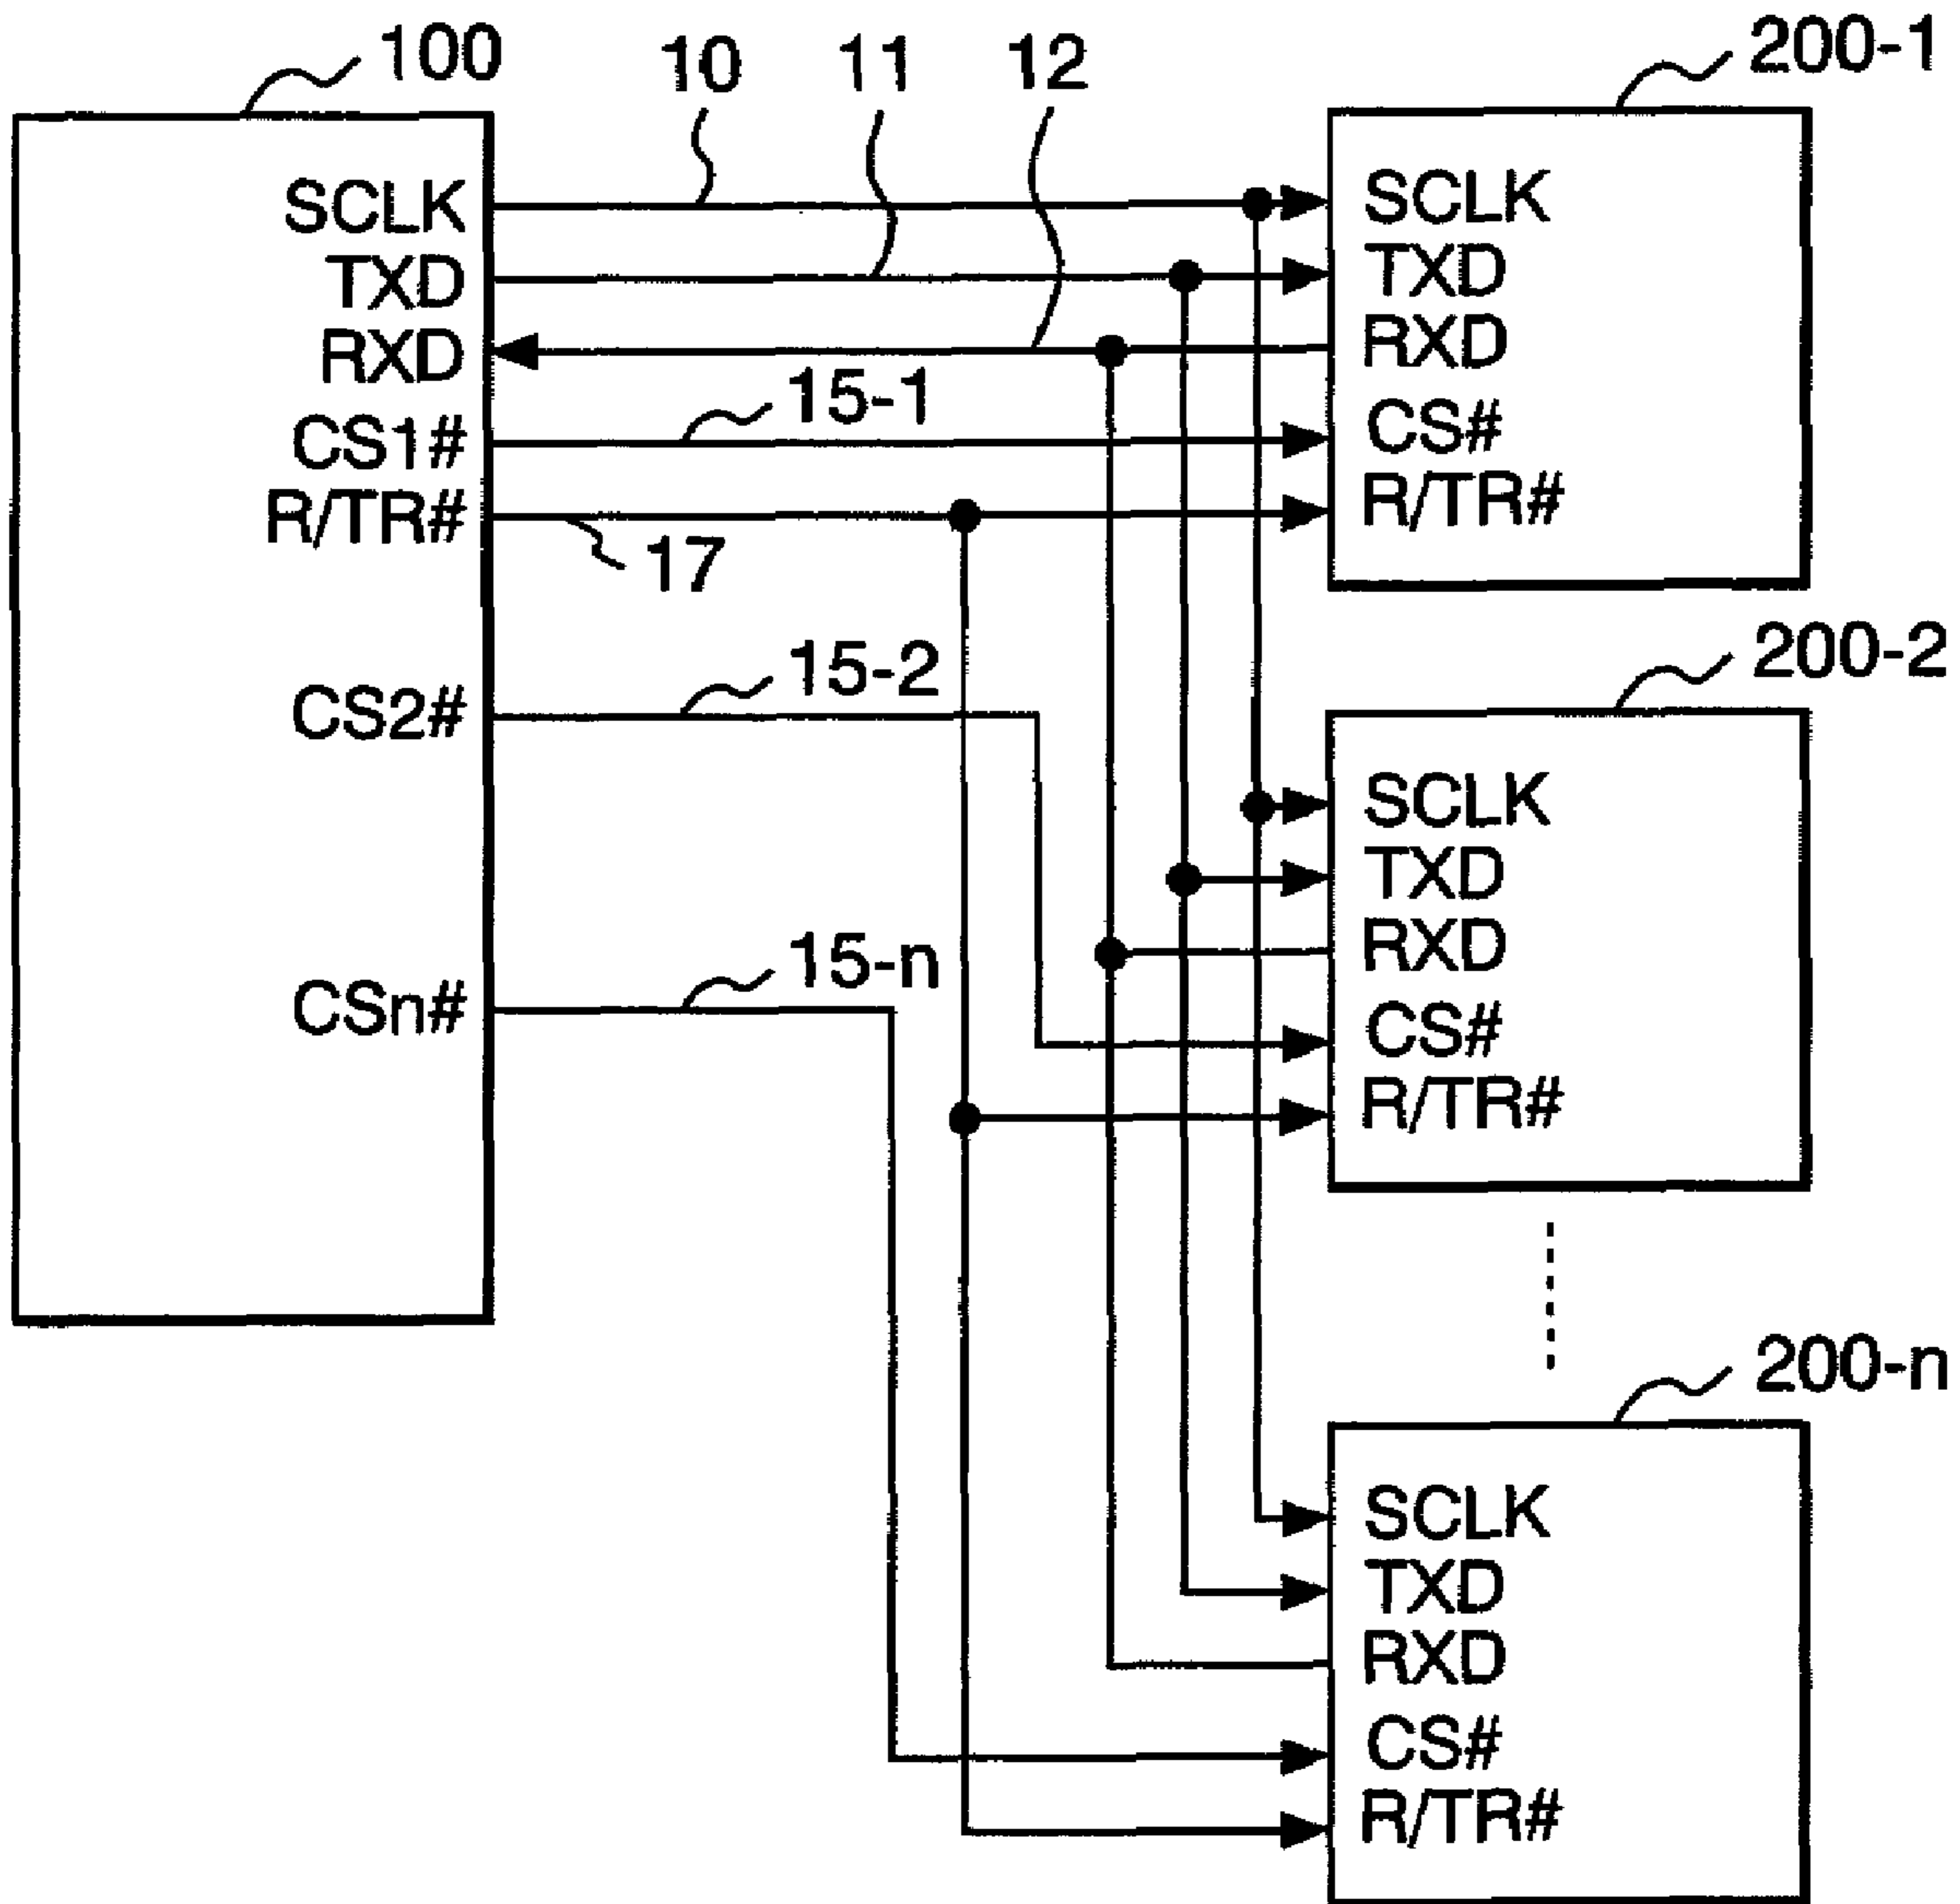 100
10
11
12
200-1
SCLK
TXD
RXD
CS1#
R/TR#
CS2#
CSn#
15-1
17
15-2
15-n
SCLK
TXD
RXD
CS#
R/TR#
200-2
SCLK
TXD
RXD
CS#
R/TR#
200-n
SCLK
TXD
RXD
CS#
R/TR#